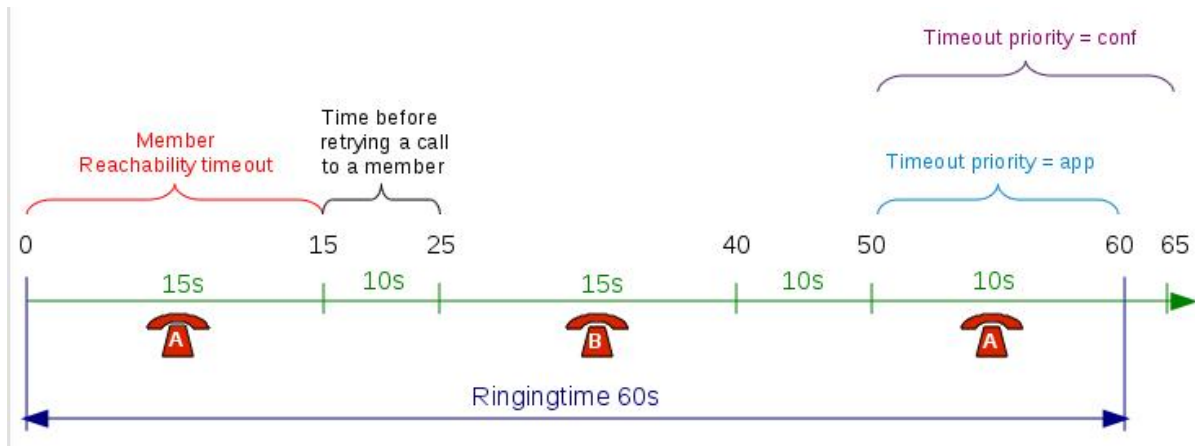 Timeout priority = conf
Member
Reachability timeout
Time before
retrying a call
to a member
Timeout priority = app
0 15 25 40 50 60 65
15s 10s 15s 10s 10s
A B A
Ringingtime 60s